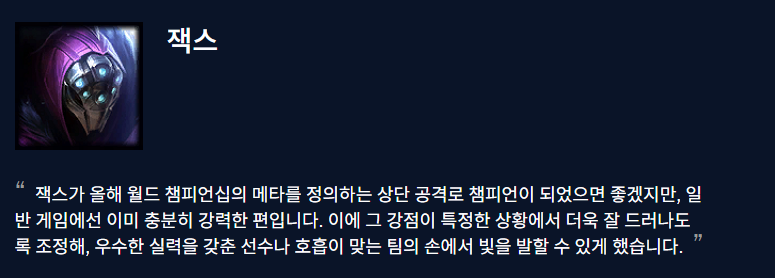 잭스
“ 잭스가 올해 월드 챔피언십의 메타를 정의하는 상단 공격로 챔피언이 되었으면 좋겠지만, 일
반 게임에선 이미 충분히 강력한 편입니다. 이에 그 강점이 특정한 상황에서 더욱 잘 드러나도
록 조정해, 우수한 실력을 갖춘 선수나 호흡이 맞는 팀의 손에서 빛을 발할 수 있게 했습니다. ”